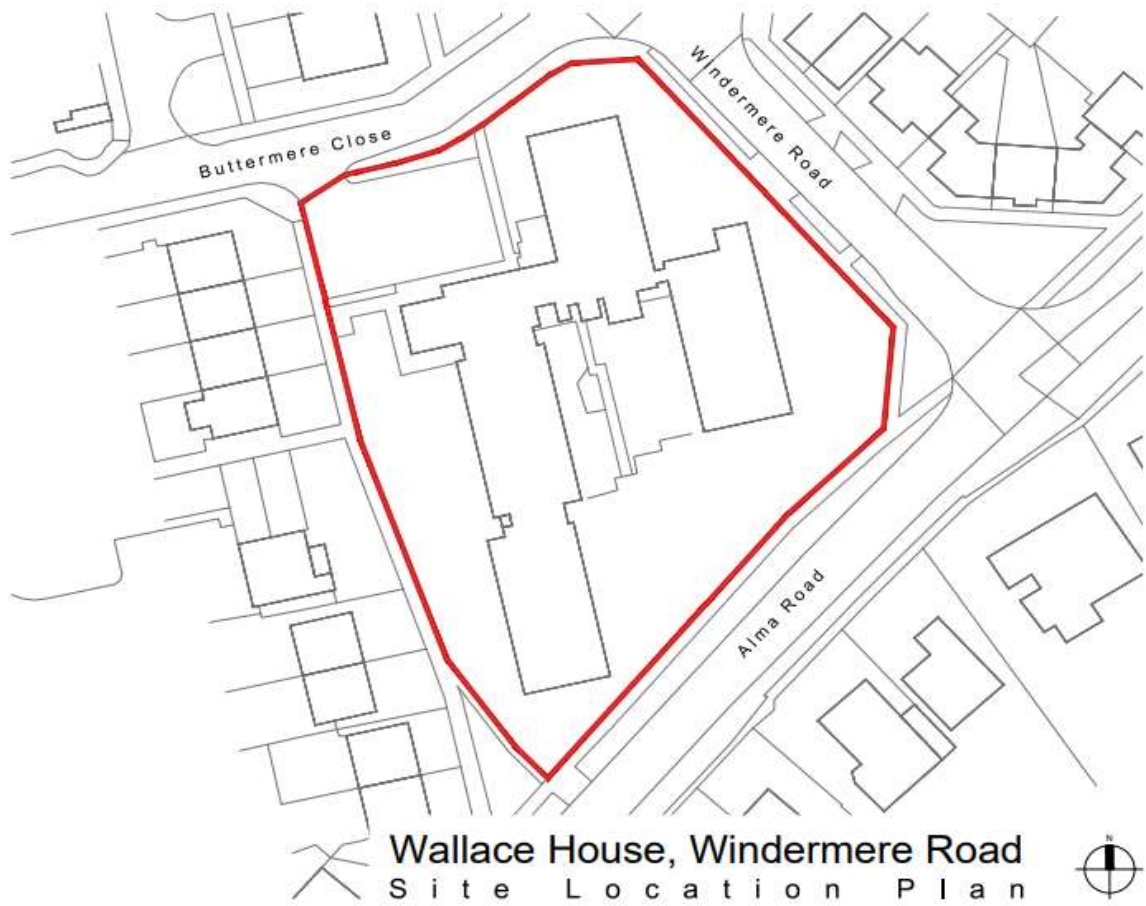 Windermere Road
Buttermere Close
Alma Road
Wallace House, Windermere Road
Site Location Plan
N